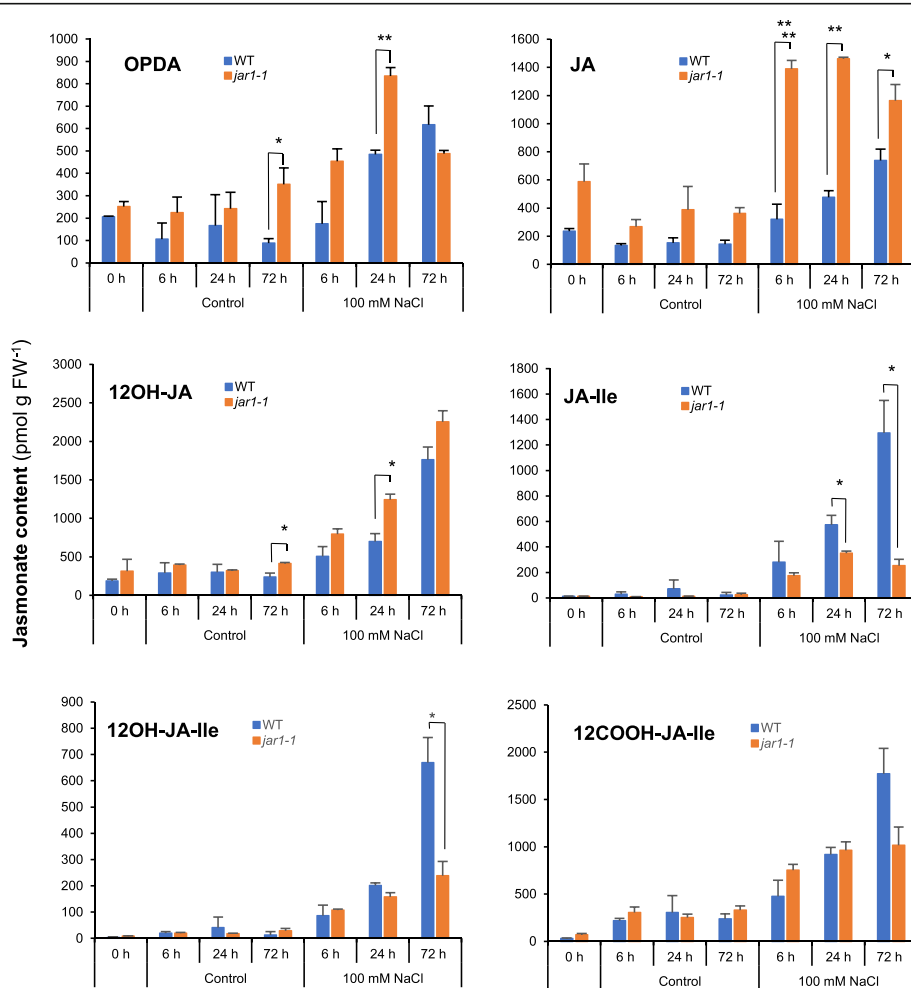 OPDA
WT
jar1-1
1000
900
800
700
600
500
400
300
200
100
0
**
*
0 h 6 h 24 h 72 h 6 h 24 h 72 h
Control 100 mM NaCl
JA
WT
jar1-1
1600
1400
1200
1000
800
600
400
200
0
**
**
**
*
0 h 6 h 24 h 72 h 6 h 24 h 72 h
Control 100 mM NaCl
Jasmonate content (pmol g FW-1)
12OH-JA
WT
jar1-1
3000
2500
2000
1500
1000
500
0
*
*
0 h 6 h 24 h 72 h 6 h 24 h 72 h
Control 100 mM NaCl
JA-Ile
WT
jar1-1
1800
1600
1400
1200
1000
800
600
400
200
0
*
*
0 h 6 h 24 h 72 h 6 h 24 h 72 h
Control 100 mM NaCl
12OH-JA-Ile
WT
jar1-1
900
800
700
600
500
400
300
200
100
0
*
0 h 6 h 24 h 72 h 6 h 24 h 72 h
Control 100 mM NaCl
12COOH-JA-Ile
WT
jar1-1
2500
2000
1500
1000
500
0
0 h 6 h 24 h 72 h 6 h 24 h 72 h
Control 100 mM NaCl